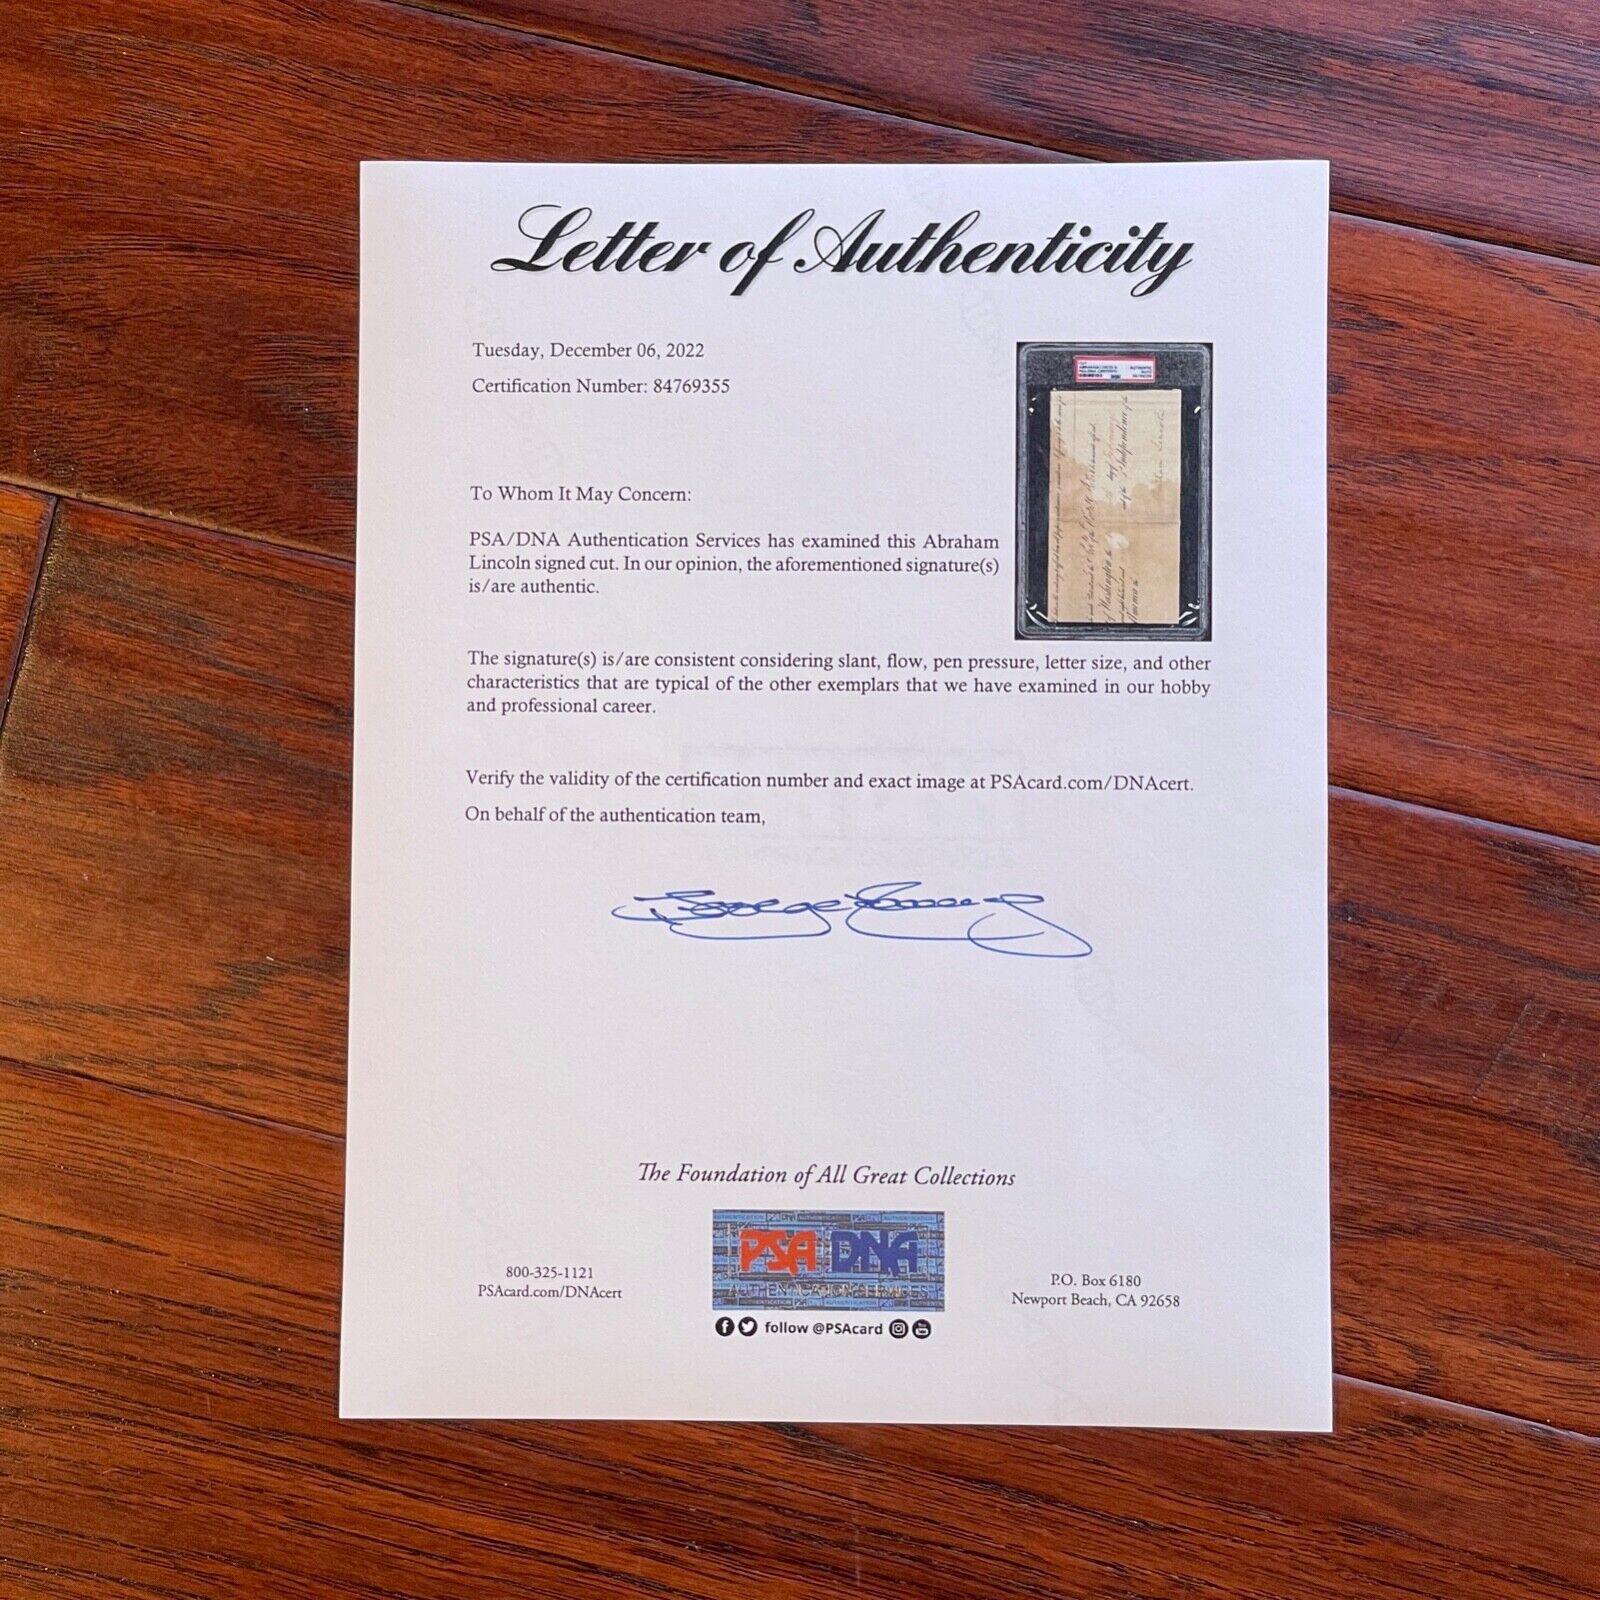 Letter of Authenticity
Tuesday, December 06, 2022
Certification Number: 84769355
To Whom It May Concern:
PSA/DNA Authentication Services has examined this Abraham
Lincoln signed cut. In our opinion, the aforementioned signature(s)
is/are authentic.
The signature(s) is/are consistent considering slant, flow, pen pressure, letter size, and other
characteristics that are typical of the other exemplars that we have examined in our hobby
and professional career.
Verify the validity of the certification number and exact image at PSAcard.com/DNAcert.
On behalf of the authentication team,
The Foundation of All Great Collections
PSA DNA
AUTHENTICATION SERVICES
800-325-1121
PSAcard.com/DNAcert
P.O. Box 6180
Newport Beach, CA 92658
follow @PSAcard